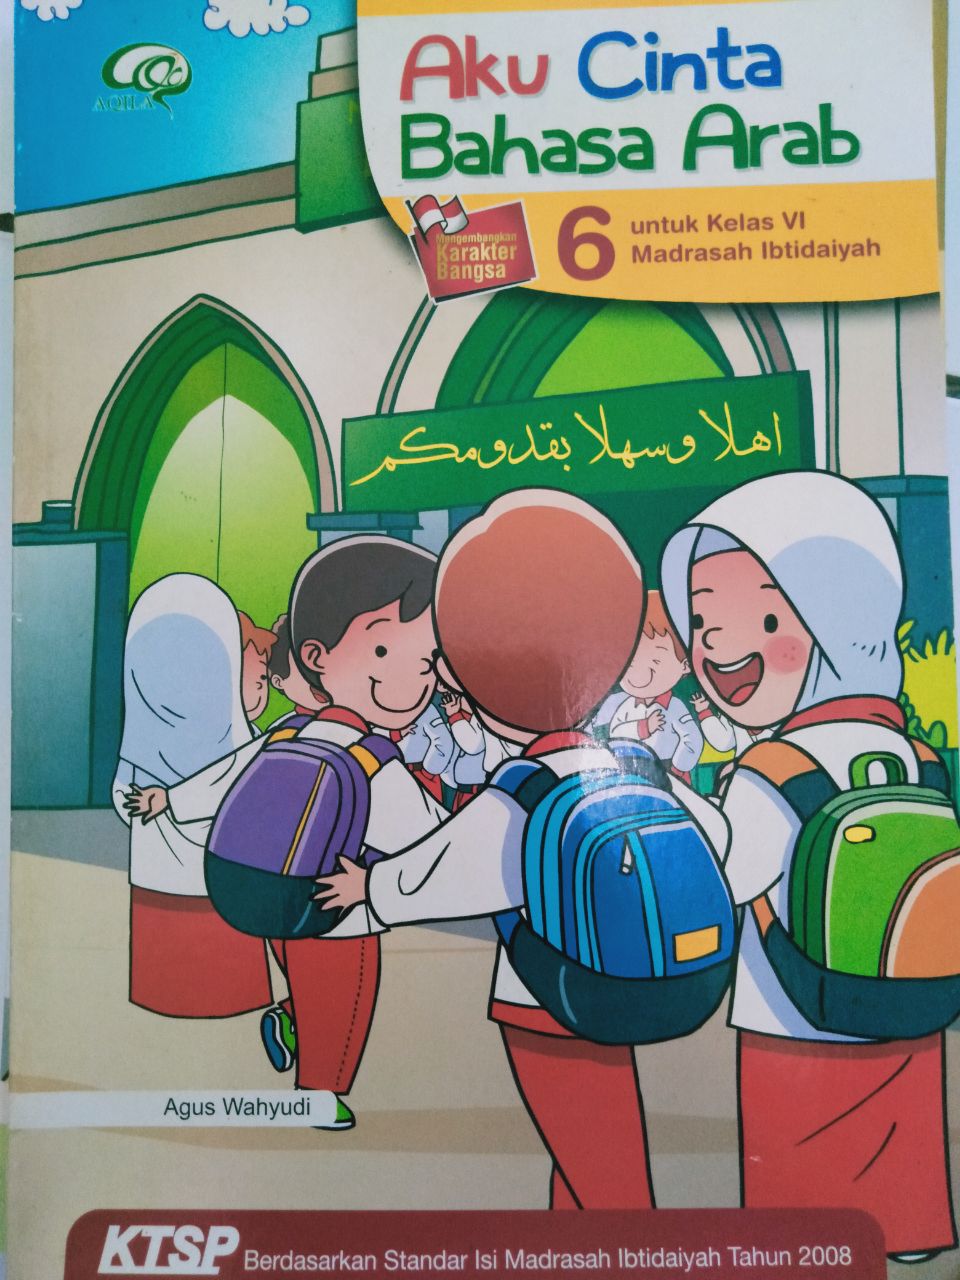 AQILA
Aku Cinta
Bahasa Arab
Mengembangkan
Karakter
Bangsa
6
untuk Kelas VI
Madrasah Ibtidaiyah
اهلا وسهلا بقدومكم
Agus Wahyudi
KTSP Berdasarkan Standar Isi Madrasah Ibtidaiyah Tahun 2008